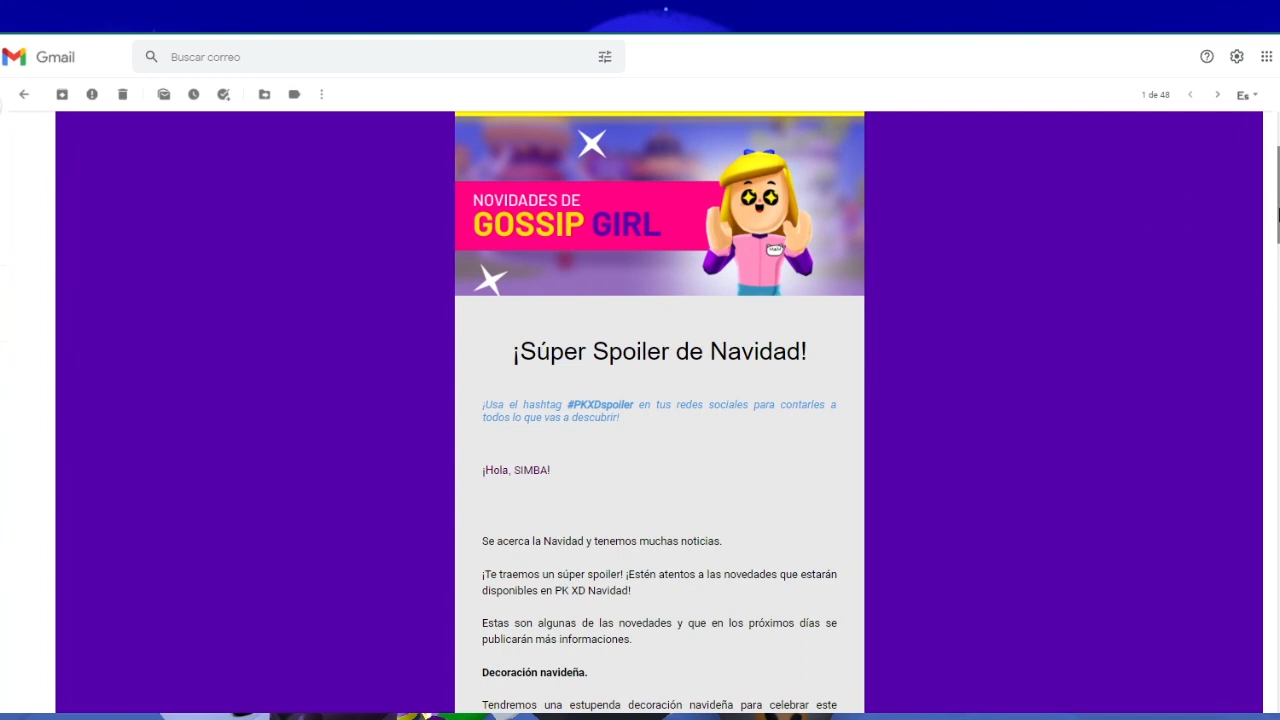 Gmail
Buscar correo
1 de 48
Es
NOVIDADES DE
GOSSIP GIRL
¡Súper Spoiler de Navidad!
¡Usa el hashtag #PKXDspoiler en tus redes sociales para contarles a
todos lo que vas a descubrir!
¡Hola, SIMBA!
Se acerca la Navidad y tenemos muchas noticias.
¡Te traemos un súper spoiler! ¡Estén atentos a las novedades que estarán
disponibles en PK XD Navidad!
Estas son algunas de las novedades y que en los próximos días se
publicarán más informaciones.
Decoración navideña.
Tendremos una estupenda decoración navideña para celebrar este